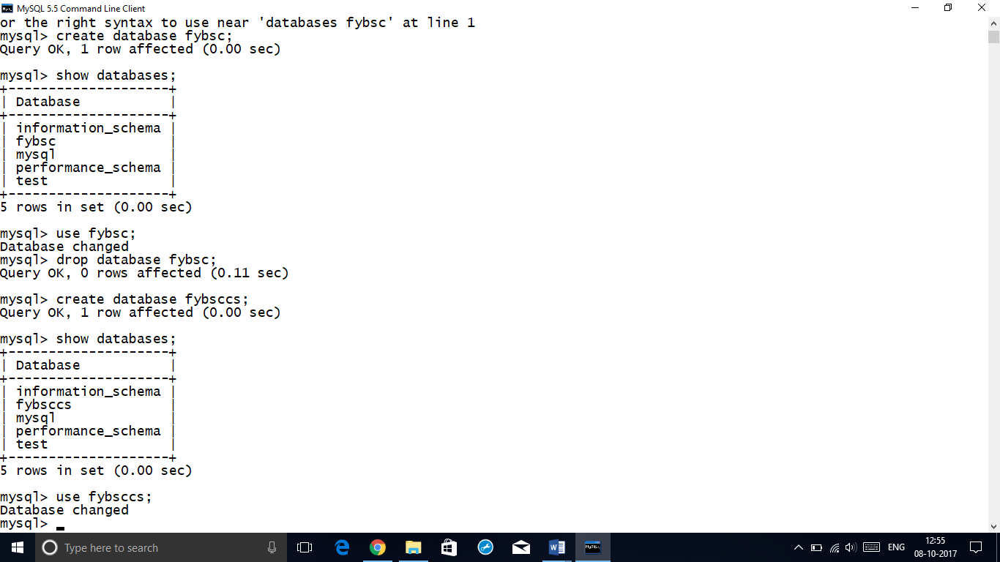 MySQL 5.5 Command Line Client
or the right syntax to use near 'databases fybsc' at line 1
mysql> create database fybsc;
Query OK, 1 row affected (0.00 sec)
mysql> show databases;
+--------------------+
| Database           |
+--------------------+
| information_schema |
| fybsc              |
| mysql              |
| performance_schema |
| test               |
+--------------------+
5 rows in set (0.00 sec)
mysql> use fybsc;
Database changed
mysql> drop database fybsc;
Query OK, 0 rows affected (0.11 sec)
mysql> create database fybsccs;
Query OK, 1 row affected (0.00 sec)
mysql> show databases;
+--------------------+
| Database           |
+--------------------+
| information_schema |
| fybsccs            |
| mysql              |
| performance_schema |
| test               |
+--------------------+
5 rows in set (0.00 sec)
mysql> use fybsccs;
Database changed
mysql>
Type here to search
ENG
12:55
08-10-2017